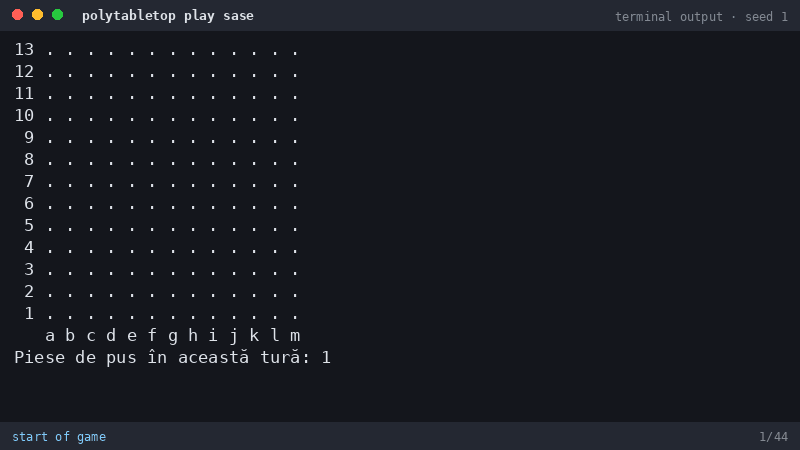 polytabletop play sase
terminal output · seed 1
13 . . . . . . . . . . . . .
12 . . . . . . . . . . . . .
11 . . . . . . . . . . . . .
10 . . . . . . . . . . . . .
9 . . . . . . . . . . . . .
8 . . . . . . . . . . . . .
7 . . . . . . . . . . . . .
6 . . . . . . . . . . . . .
5 . . . . . . . . . . . . .
4 . . . . . . . . . . . . .
3 . . . . . . . . . . . . .
2 . . . . . . . . . . . . .
1 . . . . . . . . . . . . .
a b c d e f g h i j k l m
Piese de pus în această tură: 1
start of game
1/44